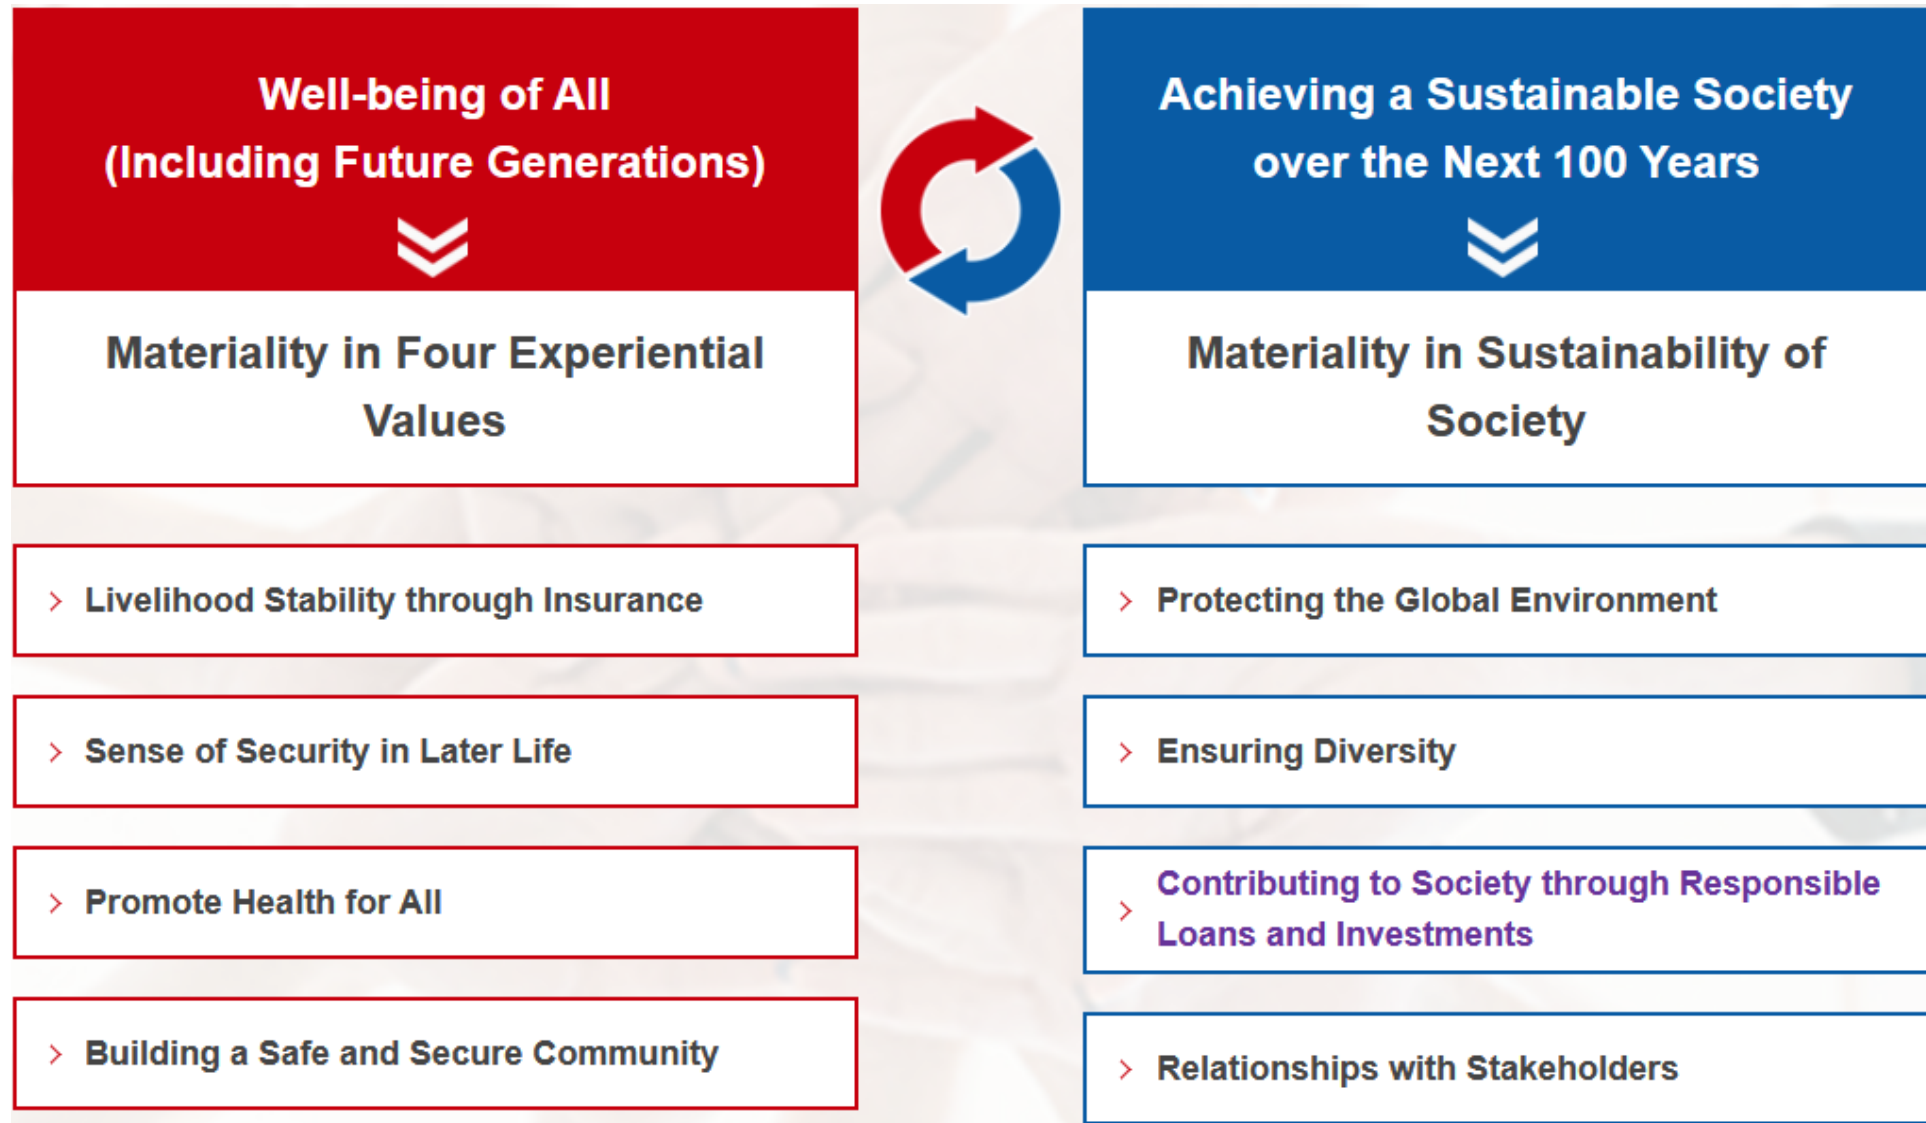 Well-being of All
(Including Future Generations)
Materiality in Four Experiential
Values
Livelihood Stability through Insurance
Sense of Security in Later Life
Promote Health for All
Building a Safe and Secure Community
Achieving a Sustainable Society
over the Next 100 Years
Materiality in Sustainability of
Society
Protecting the Global Environment
Ensuring Diversity
Contributing to Society through Responsible
Loans and Investments
Relationships with Stakeholders